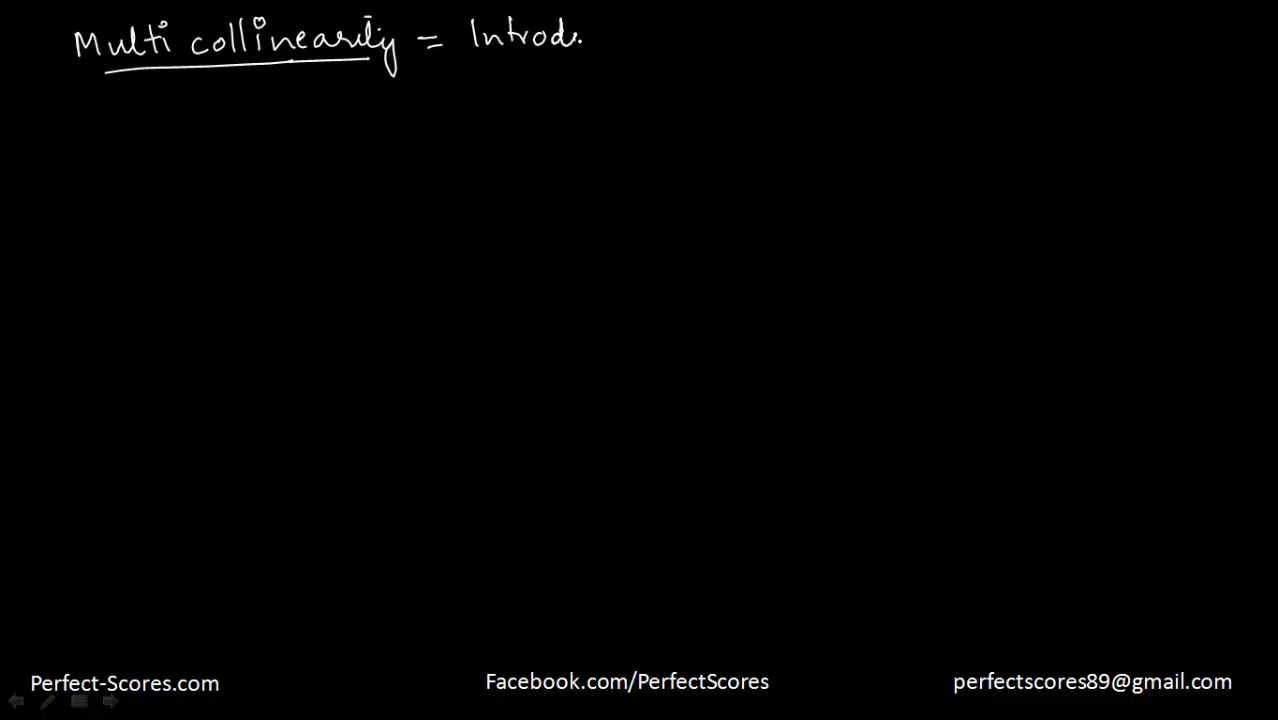 Multi collinearity = Introd.
Perfect-Scores.com
Facebook.com/PerfectScores
perfectscores89@gmail.com